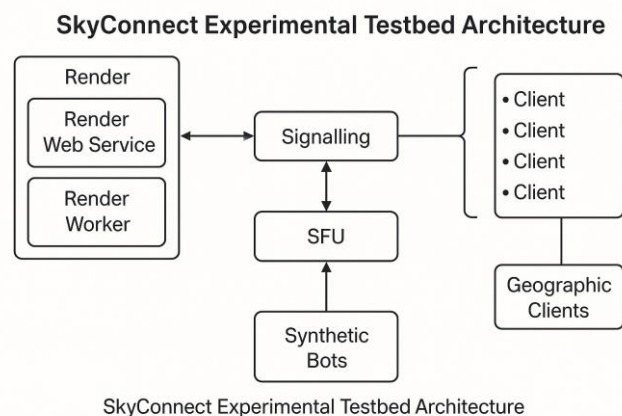 SkyConnect Experimental Testbed Architecture
Render
Render
Web Service
Render
Worker
Signalling
SFU
Synthetic
Bots
• Client
• Client
• Client
• Client
Geographic
Clients
SkyConnect Experimental Testbed Architecture